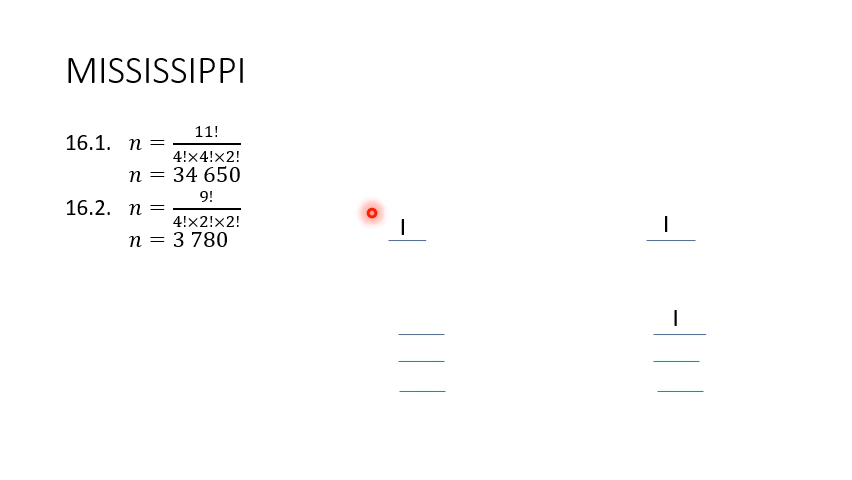 MISSISSIPPI
16.1. n = 11! / 4!×4!×2!
n = 34 650
16.2. n = 9! / 4!×2!×2!
n = 3 780
I I
I